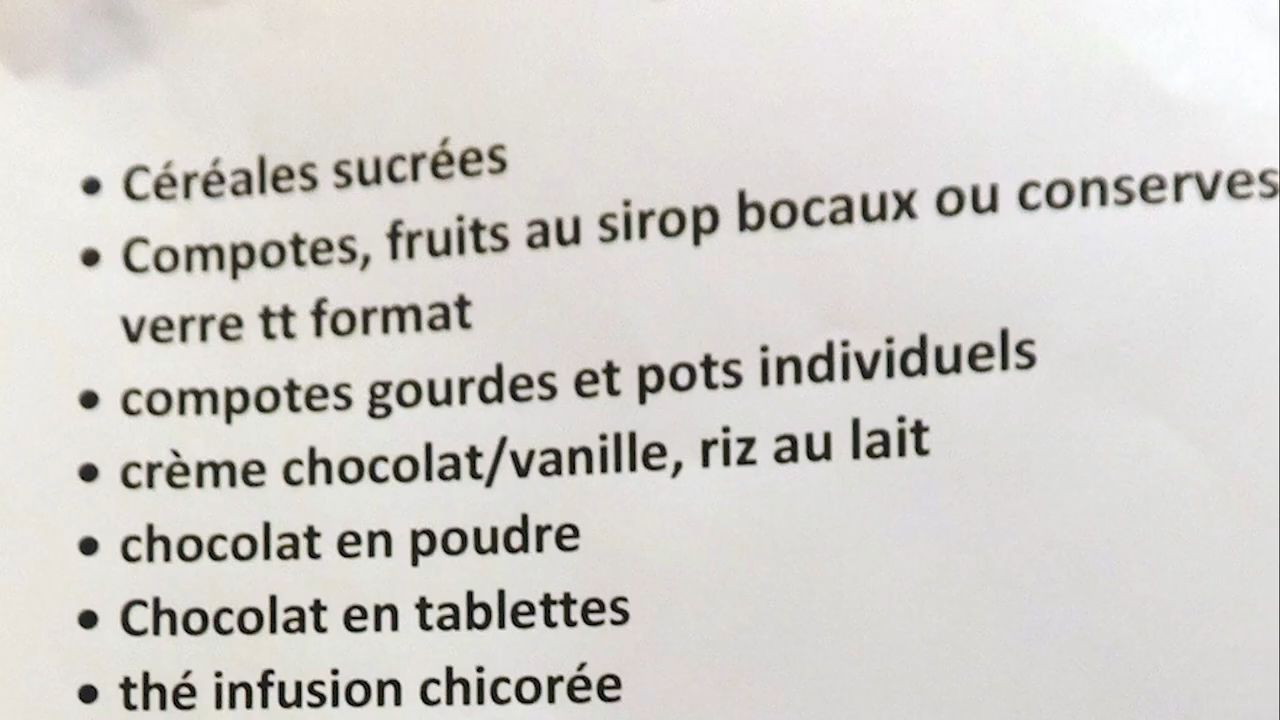 • Céréales sucrées
• Compotes, fruits au sirop bocaux ou conserves
verre tt format
• compotes gourdes et pots individuels
• crème chocolat/vanille, riz au lait
• chocolat en poudre
• Chocolat en tablettes
• thé infusion chicorée